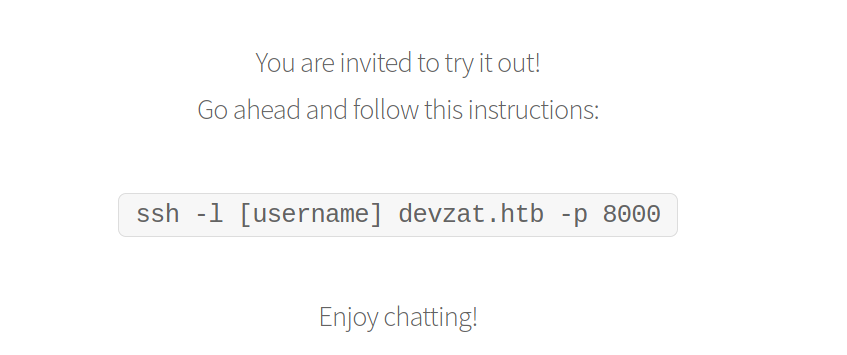 You are invited to try it out!
Go ahead and follow this instructions:
ssh -l [username] devzat.htb -p 8000
Enjoy chatting!